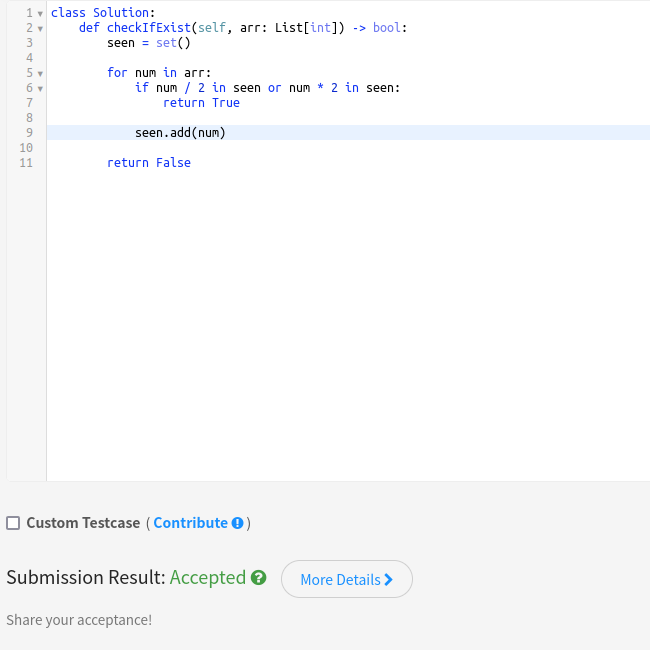 1 class Solution:
2 def checkIfExist(self, arr: List[int]) -> bool:
3 seen = set()
4
5 for num in arr:
6 if num / 2 in seen or num * 2 in seen:
7 return True
8
9 seen.add(num)
10
11 return False
Custom Testcase ( Contribute )
Submission Result: Accepted ? More Details
Share your acceptance!